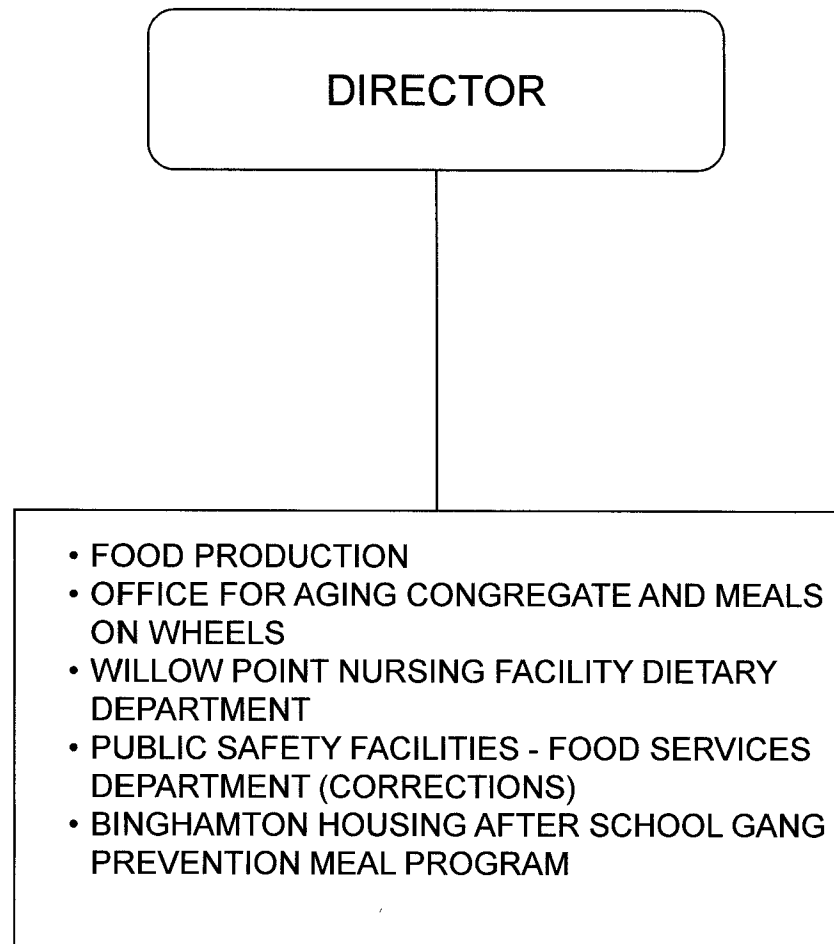 DIRECTOR
• FOOD PRODUCTION
• OFFICE FOR AGING CONGREGATE AND MEALS
ON WHEELS
• WILLOW POINT NURSING FACILITY DIETARY
DEPARTMENT
• PUBLIC SAFETY FACILITIES - FOOD SERVICES
DEPARTMENT (CORRECTIONS)
• BINGHAMTON HOUSING AFTER SCHOOL GANG
PREVENTION MEAL PROGRAM